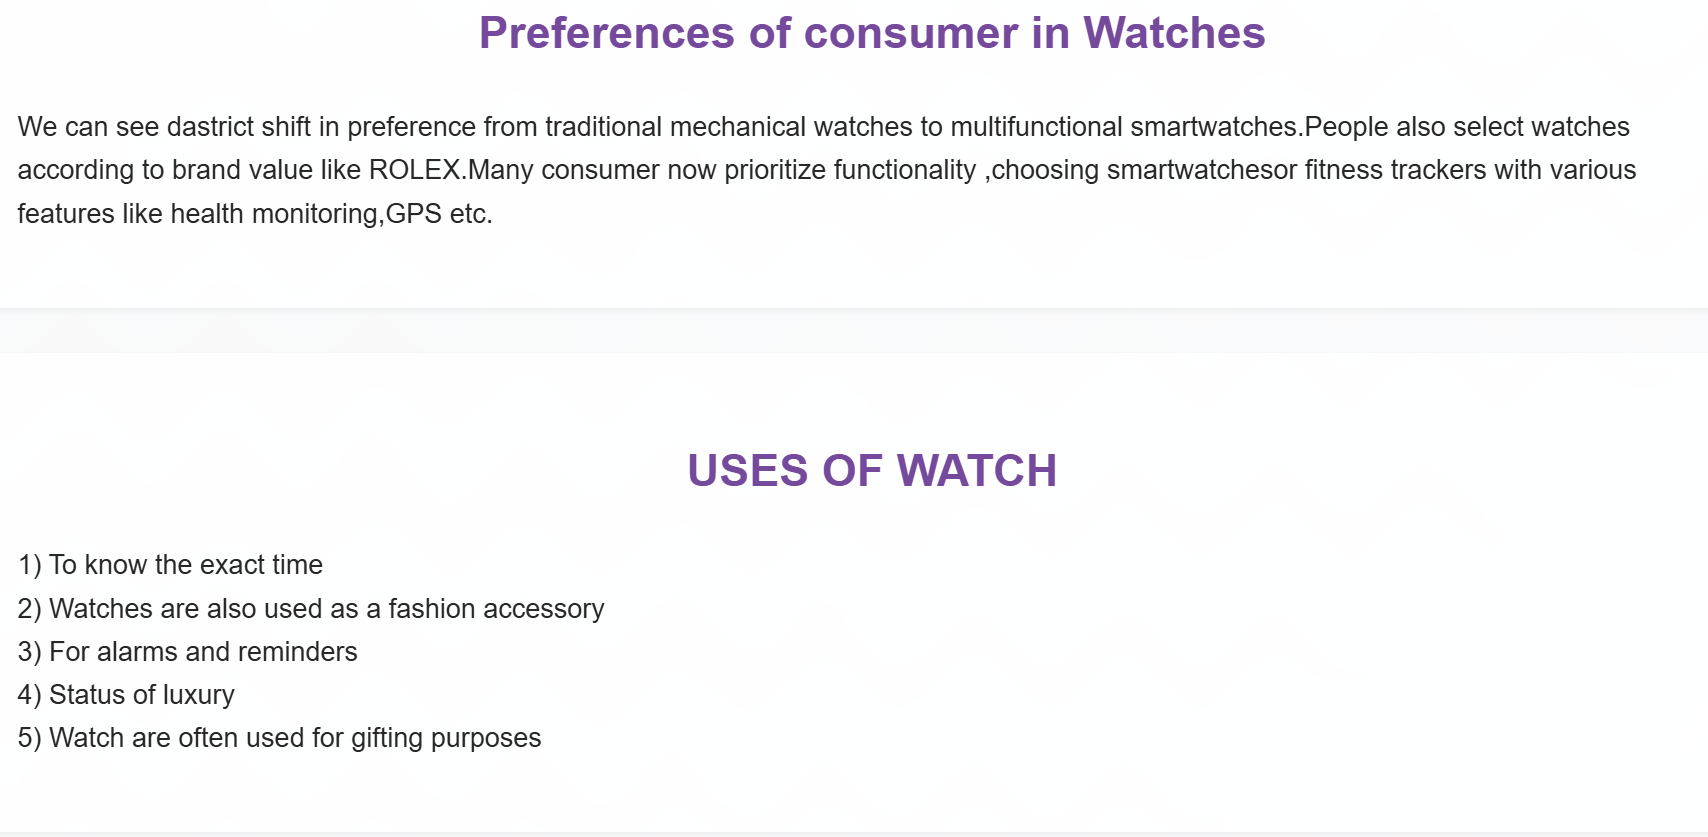 Preferences of consumer in Watches
We can see dastrict shift in preference from traditional mechanical watches to multifunctional smartwatches.People also select watches
according to brand value like ROLEX.Many consumer now prioritize functionality ,choosing smartwatchesor fitness trackers with various
features like health monitoring,GPS etc.
USES OF WATCH
1) To know the exact time
2) Watches are also used as a fashion accessory
3) For alarms and reminders
4) Status of luxury
5) Watch are often used for gifting purposes